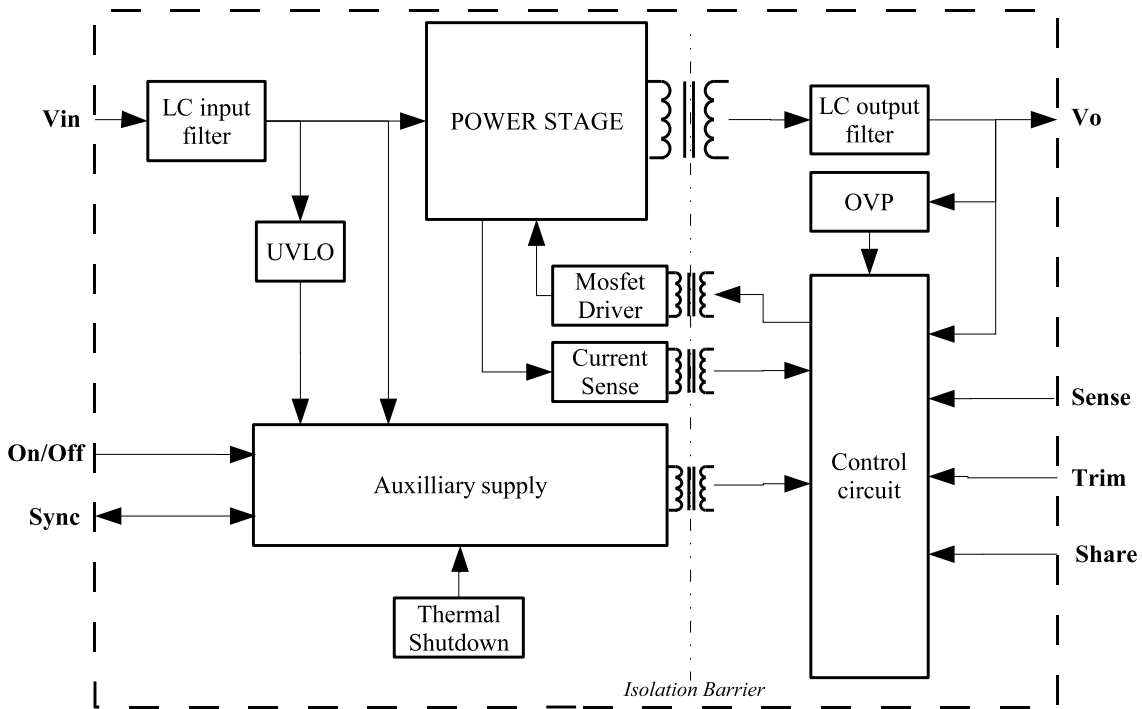 Vin
LC input
filter
POWER STAGE
LC output
filter
Vo
OVP
UVLO
Mosfet
Driver
Current
Sense
Sense
On/Off
Auxilliary supply
Control
circuit
Trim
Sync
Share
Thermal
Shutdown
Isolation Barrier